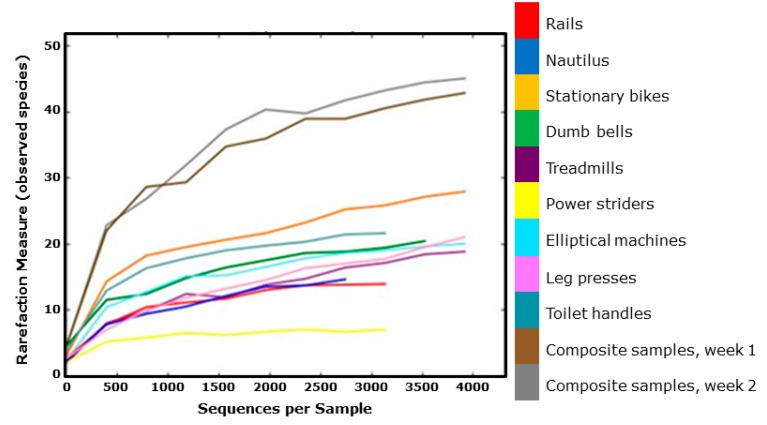 50
40
30
20
10
0
Rarefaction Measure (observed species)
0 500 1000 1500 2000 2500 3000 3500 4000
Sequences per Sample
Rails
Nautilus
Stationary bikes
Dumb bells
Treadmills
Power striders
Elliptical machines
Leg presses
Toilet handles
Composite samples, week 1
Composite samples, week 2